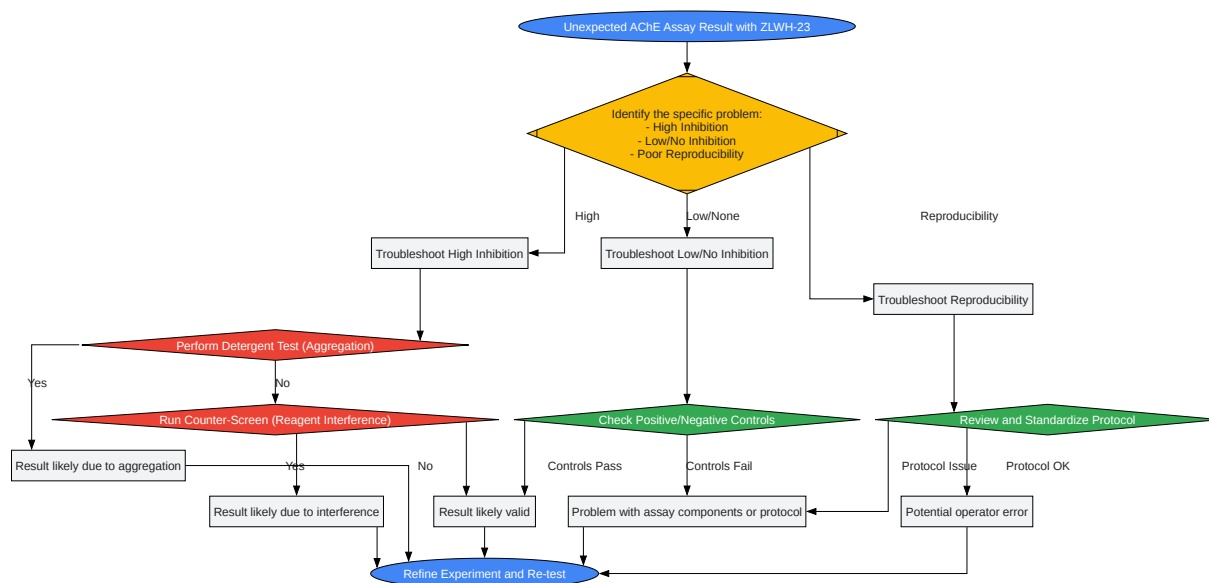 Unexpected AChE Assay Result with ZLWH-23
Identify the specific problem:
- High Inhibition
- Low/No Inhibition
- Poor Reproducibility
High
Low/None
Reproducibility
Troubleshoot High Inhibition
Troubleshoot Low/No Inhibition
Troubleshoot Reproducibility
Perform Detergent Test (Aggregation)
Yes
No
Run Counter-Screen (Reagent Interference)
Check Positive/Negative Controls
Review and Standardize Protocol
Result likely due to aggregation
Yes
No
Controls Pass
Controls Fail
Protocol Issue
Protocol OK
Result likely due to interference
Result likely valid
Problem with assay components or protocol
Potential operator error
Refine Experiment and Re-test